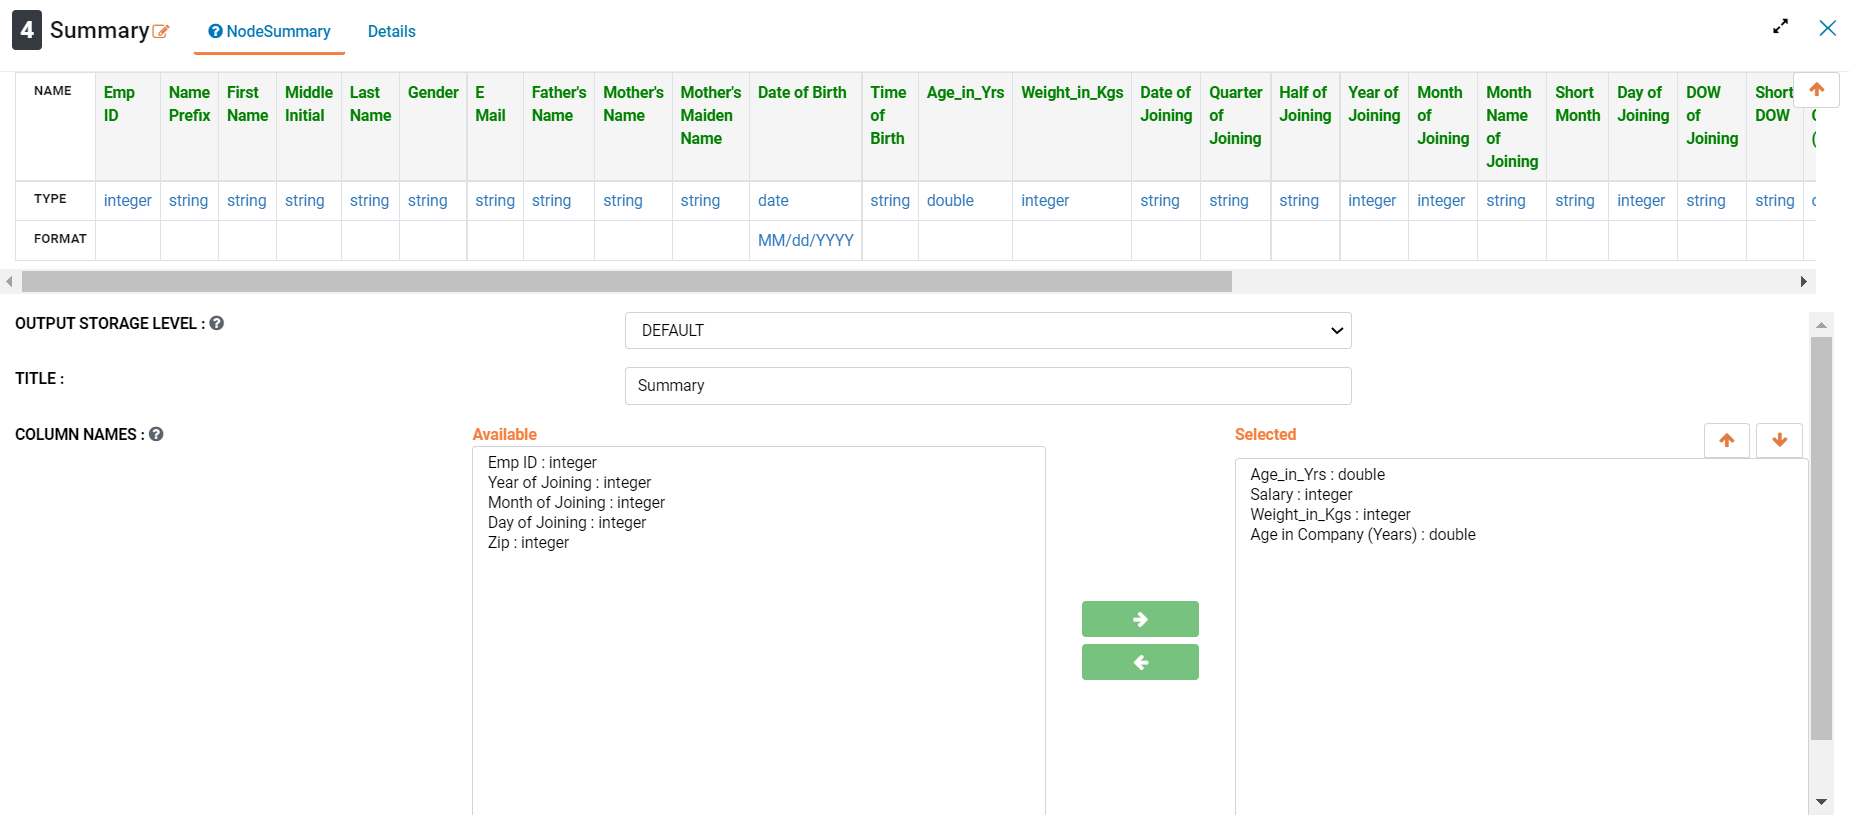 4 Summary NodeSummary Details
NAME Emp ID Name Prefix First Name Middle Initial Last Name Gender E Mail Father's Name Mother's Name Mother's Maiden Name Date of Birth Time of Birth Age_in_Yrs Weight_in_Kgs Date of Joining Quarter of Joining Half of Joining Year of Joining Month of Joining Month Name of Joining Short Month Day of Joining DOW of Joining Short DOW
TYPE integer string string string string string string string string string date string double integer string string string integer integer string string integer string string
FORMAT MM/dd/YYYY
OUTPUT STORAGE LEVEL : DEFAULT
TITLE : Summary
COLUMN NAMES :
Available
Emp ID : integer
Year of Joining : integer
Month of Joining : integer
Day of Joining : integer
Zip : integer
Selected
Age_in_Yrs : double
Salary : integer
Weight_in_Kgs : integer
Age in Company (Years) : double